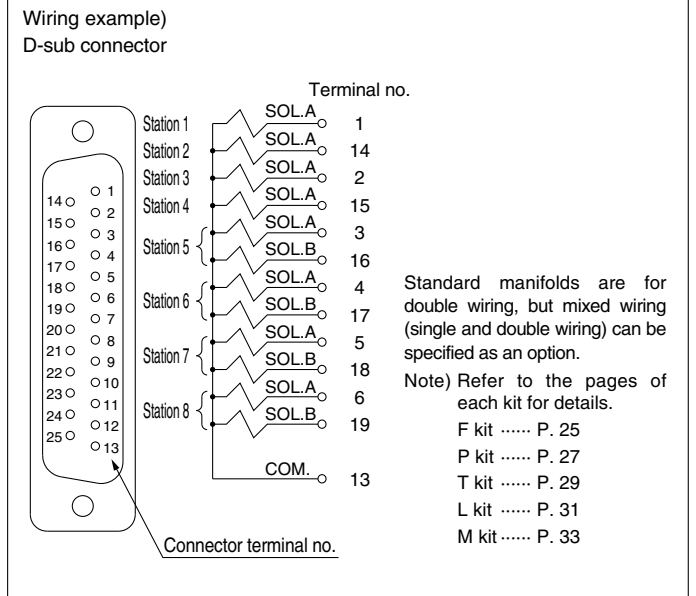 Wiring example)
D-sub connector
Terminal no.
Station 1 SOL.A 1
Station 2 SOL.A 14
Station 3 SOL.A 2
Station 4 SOL.A 15
Station 5 SOL.A 3
SOL.B 16
Station 6 SOL.A 4
SOL.B 17
Station 7 SOL.A 5
SOL.B 18
Station 8 SOL.A 6
SOL.B 19
COM. 13
1
14
2
15
3
16
4
17
5
18
6
19
7
20
8
21
9
22
10
23
11
24
12
25
13
Connector terminal no.
Standard manifolds are for
double wiring, but mixed wiring
(single and double wiring) can be
specified as an option.
Note) Refer to the pages of
each kit for details.
F kit ······ P. 25
P kit ······ P. 27
T kit ······ P. 29
L kit ······ P. 31
M kit ······ P. 33